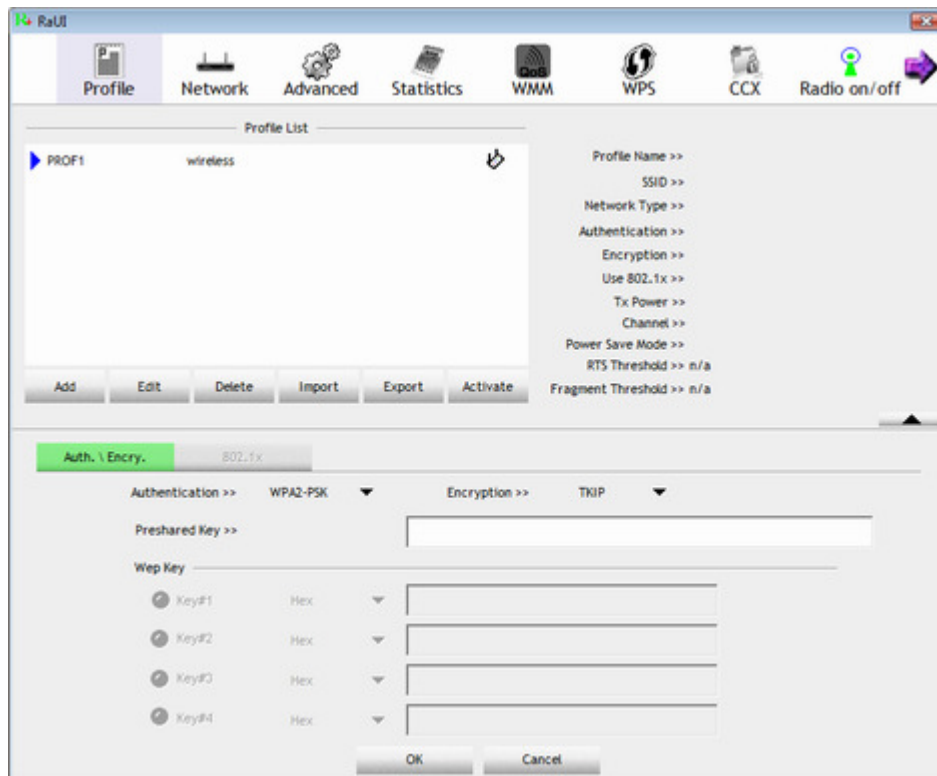 RaUI
Profile
Network
Advanced
Statistics
QoS
WMM
WPS
CCX
Radio on/off
Profile List
PROF1 wireless
Profile Name >>
SSID >>
Network Type >>
Authentication >>
Encryption >>
Use 802.1x >>
Tx Power >>
Channel >>
Power Save Mode >>
RTS Threshold >> n/a
Fragment Threshold >> n/a
Add
Edit
Delete
Import
Export
Activate
Auth. \ Encry.
802.1x
Authentication >> WPA2-PSK
Encryption >> TKIP
Preshared Key >>
Wep Key
Key#1 Hex
Key#2 Hex
Key#3 Hex
Key#4 Hex
OK
Cancel